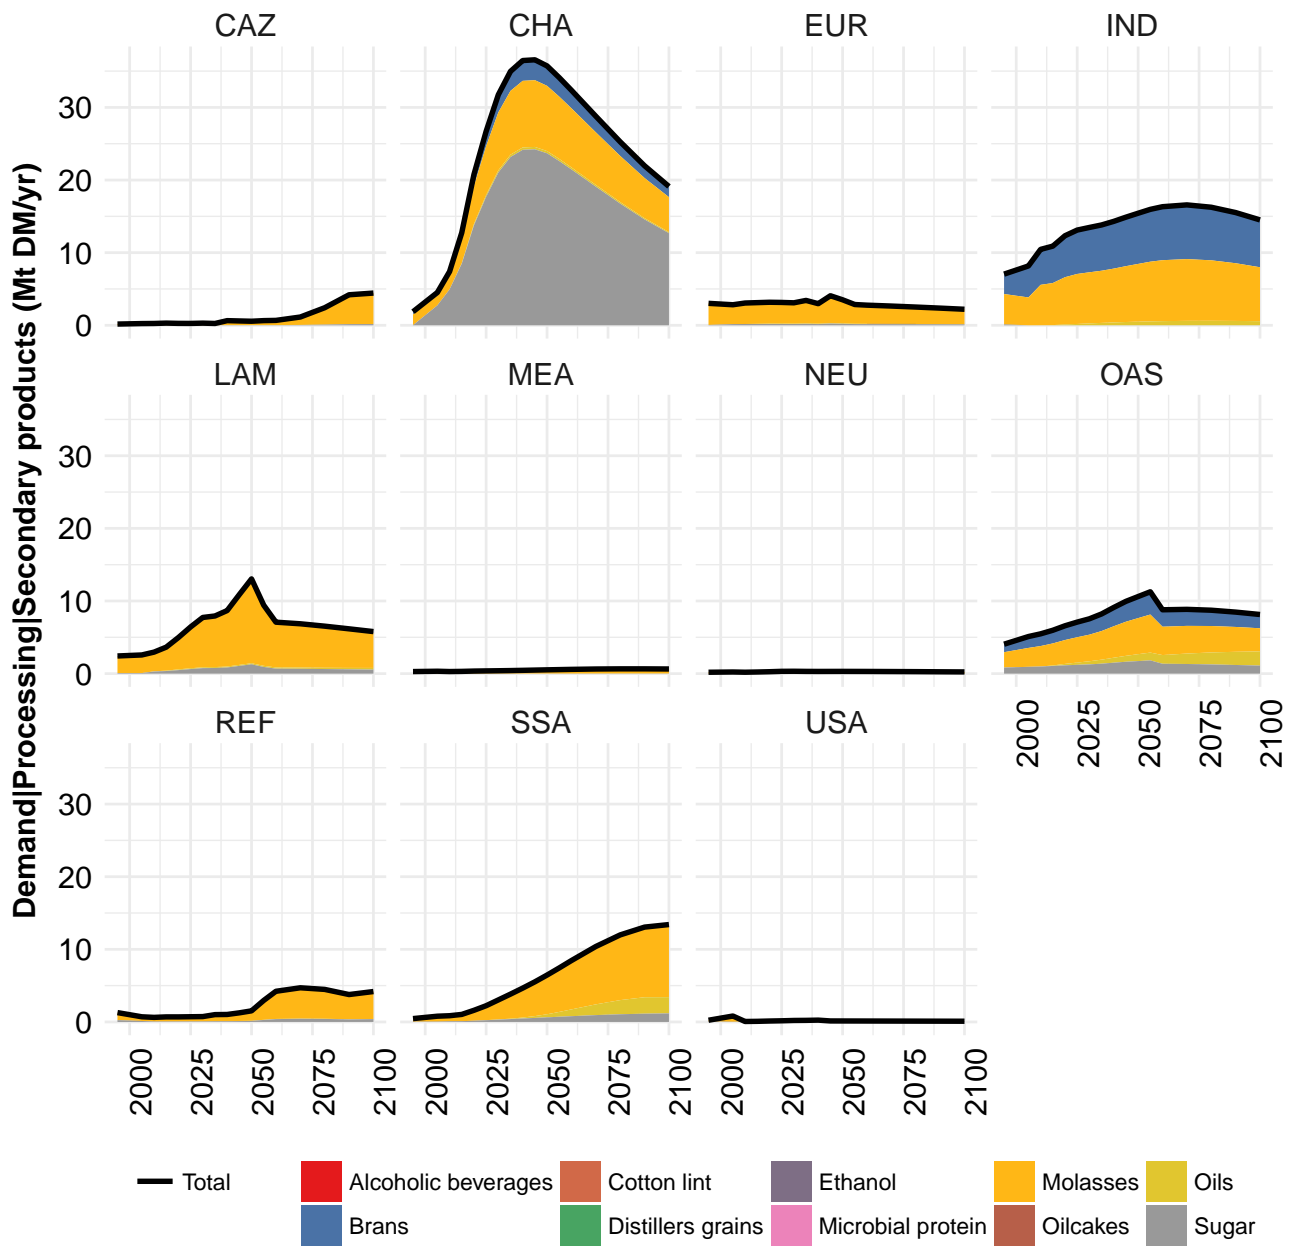 CAZ CHA EUR IND
30
20
10
0
LAM MEA NEU OAS
30
20
10
0
2000 2025 2050 2075 2100
REF SSA USA
30
20
10
0
2000 2025 2050 2075 2100 2000 2025 2050 2075 2100 2000 2025 2050 2075 2100
Demand|Processing|Secondary products (Mt DM/yr)
Total Alcoholic beverages Cotton lint Ethanol Molasses Oils
Brans Distillers grains Microbial protein Oilcakes Sugar